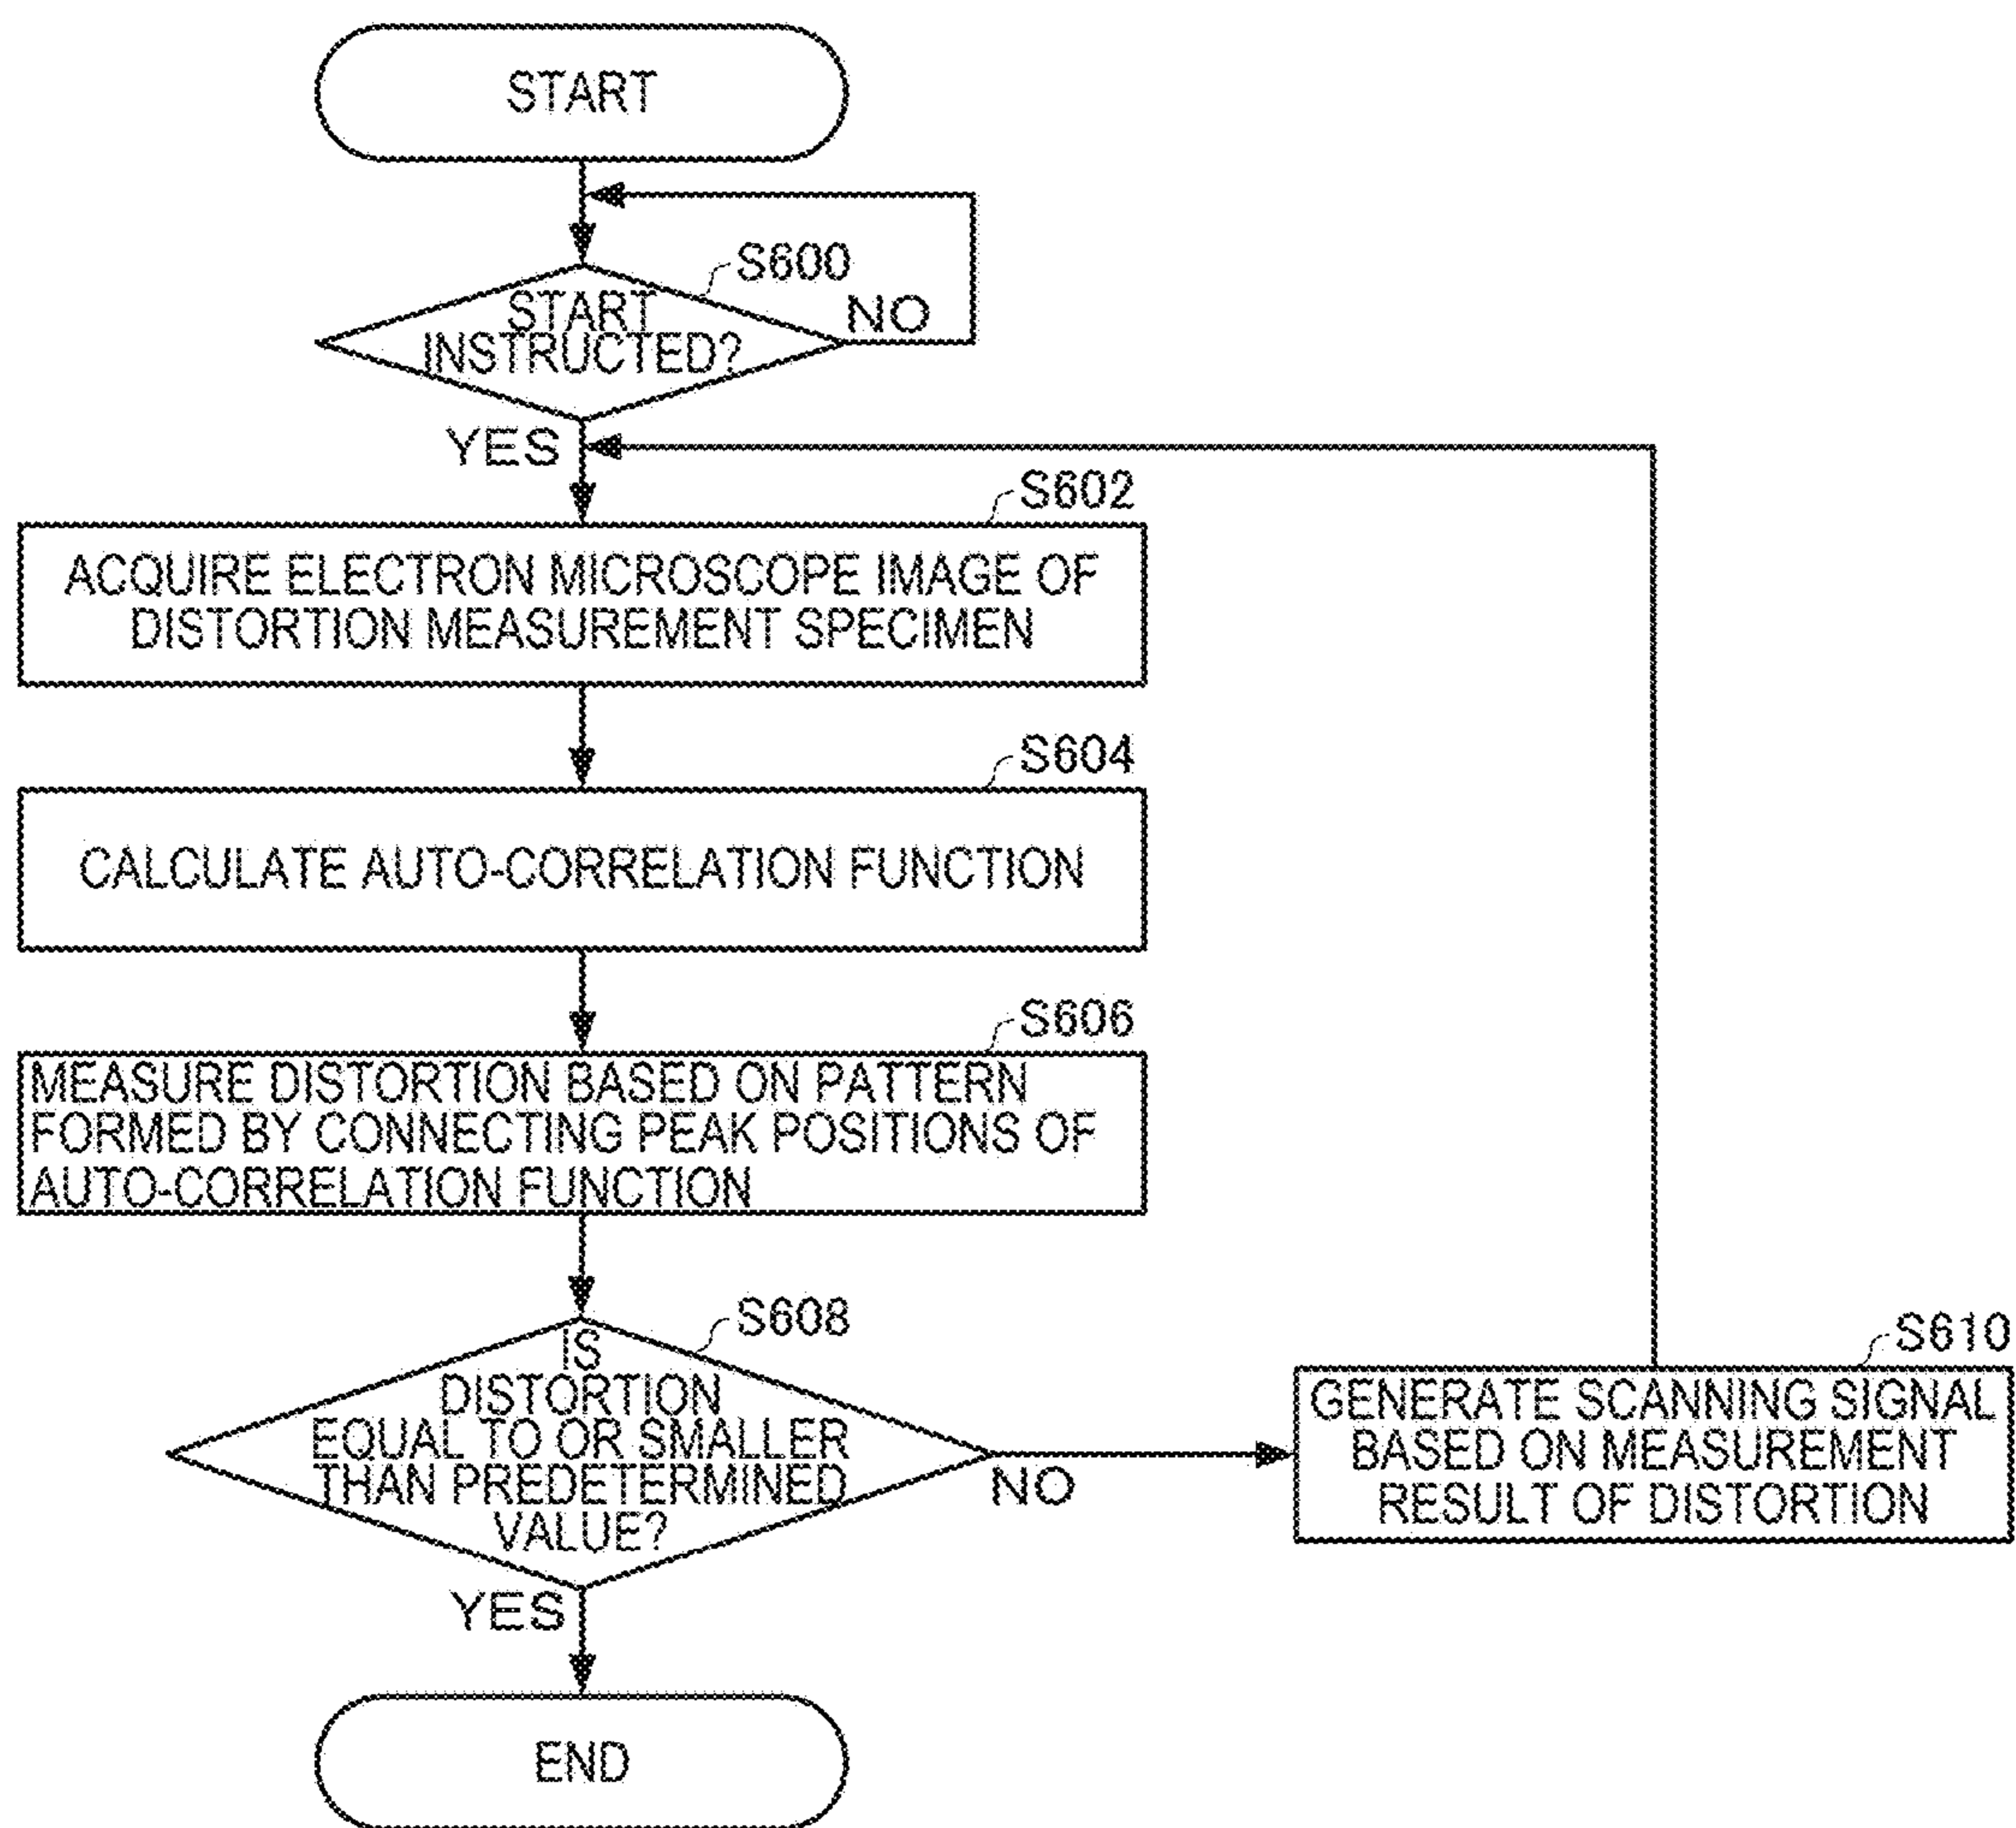 START
S600
START
INSTRUCTED?
NO
YES
S602
ACQUIRE ELECTRON MICROSCOPE IMAGE OF
DISTORTION MEASUREMENT SPECIMEN
S604
CALCULATE AUTO-CORRELATION FUNCTION
S606
MEASURE DISTORTION BASED ON PATTERN
FORMED BY CONNECTING PEAK POSITIONS OF
AUTO-CORRELATION FUNCTION
S608
IS
DISTORTION
EQUAL TO OR SMALLER
THAN PREDETERMINED
VALUE?
NO
S610
GENERATE SCANNING SIGNAL
BASED ON MEASUREMENT
RESULT OF DISTORTION
YES
END